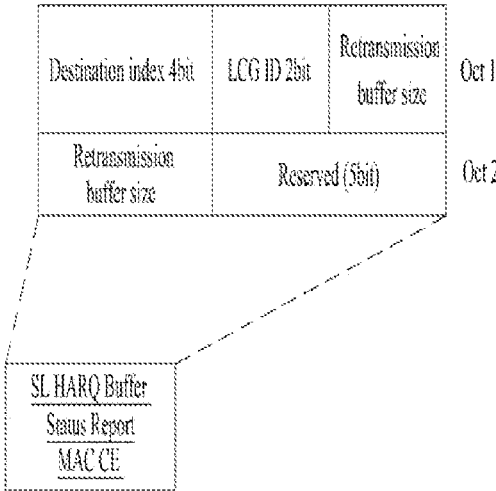 Destination index 4bit
LCG ID 2bit
Retransmission
buffer size
Oct 1
Retransmission
buffer size
Reserved (5bit)
Oct 2
SL HARQ Buffer
Status Report
MAC CE